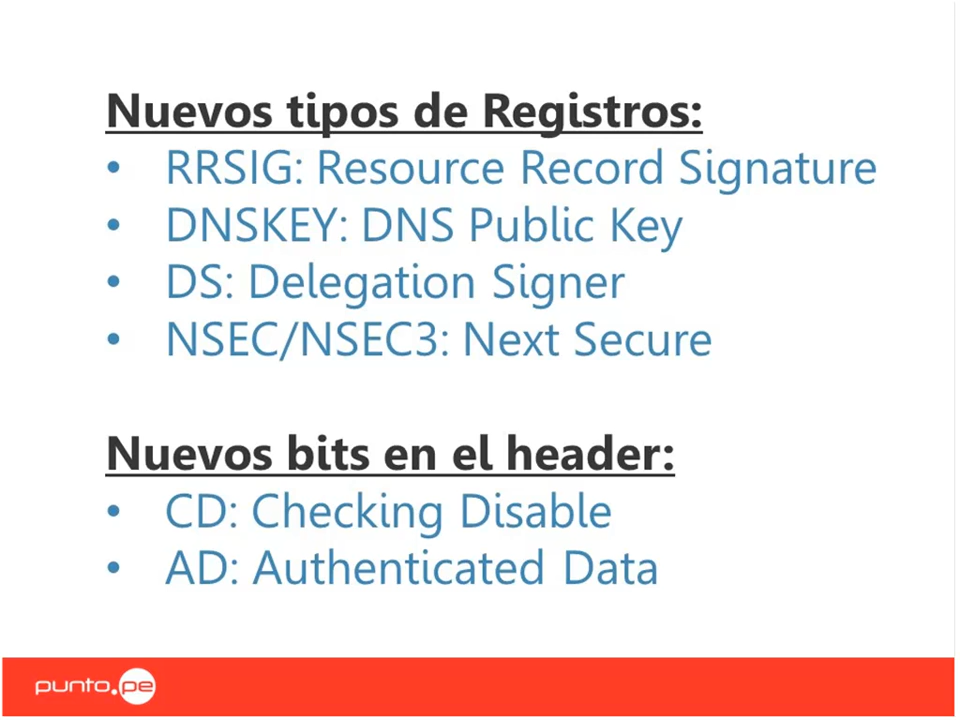 Nuevos tipos de Registros:
• RRSIG: Resource Record Signature
• DNSKEY: DNS Public Key
• DS: Delegation Signer
• NSEC/NSEC3: Next Secure
Nuevos bits en el header:
• CD: Checking Disable
• AD: Authenticated Data
punto.pe